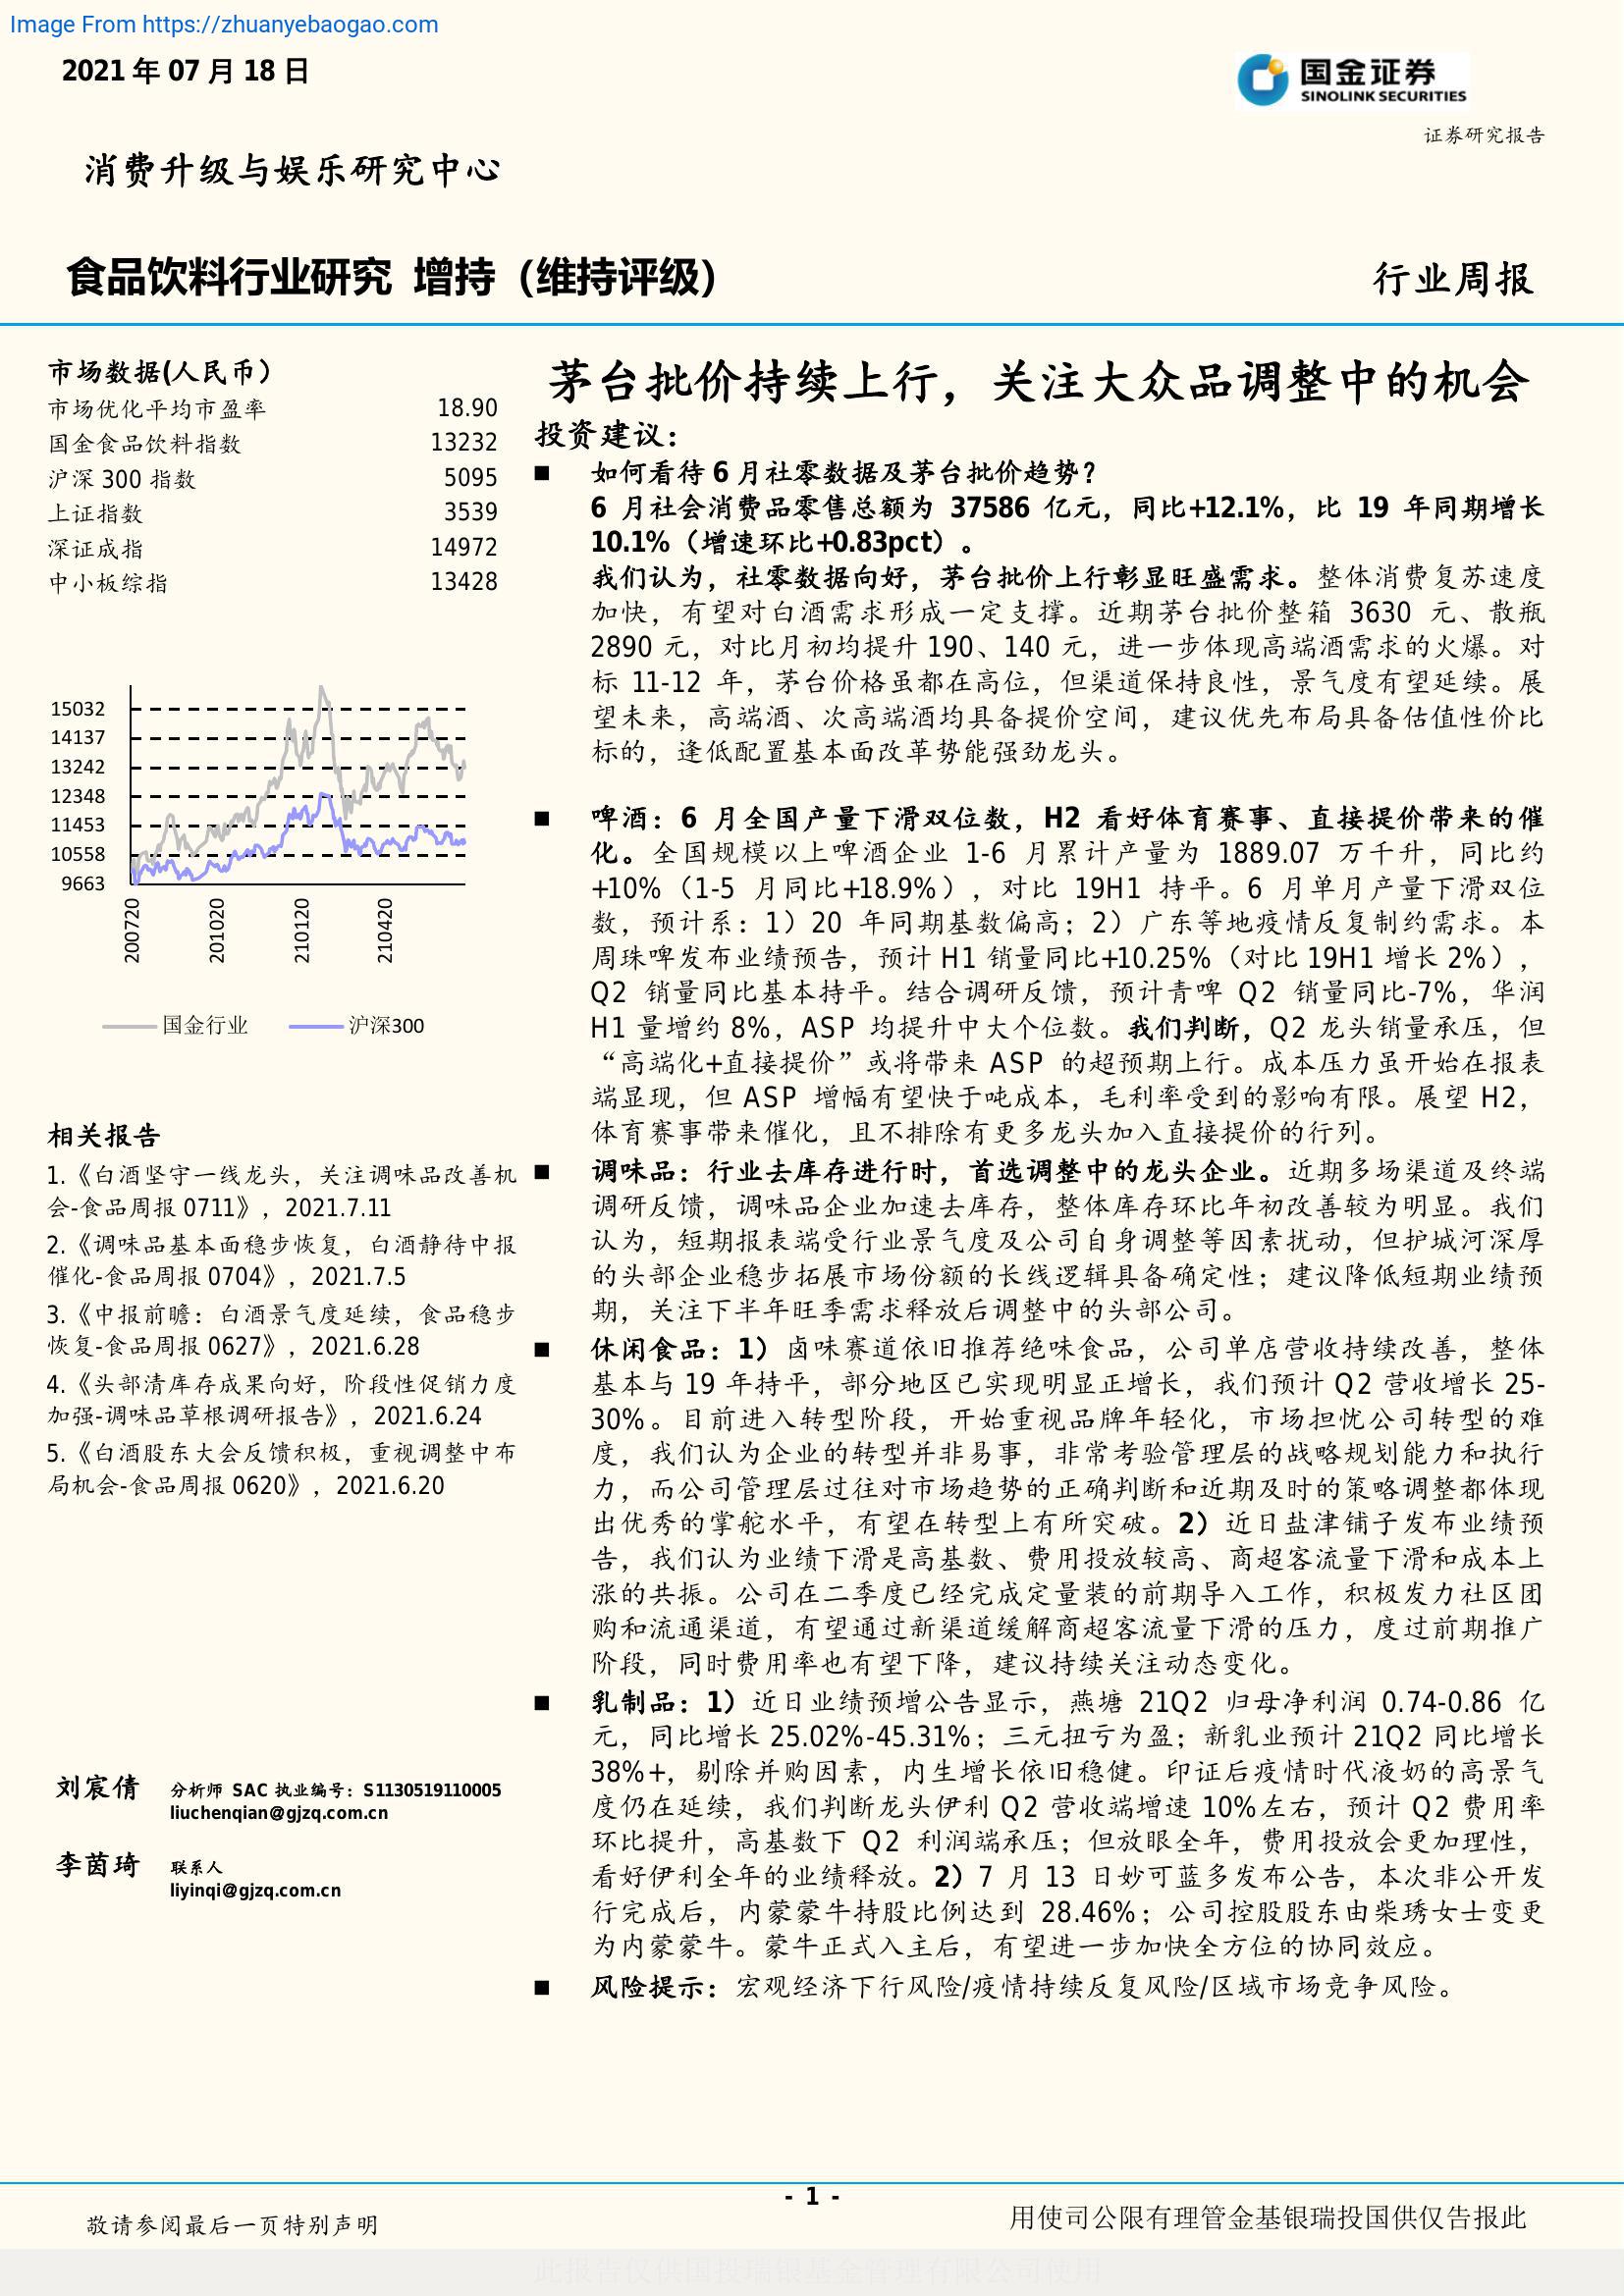 Image From https://zhuanyebaogao.com
2021 年 07 月 18 日
国金证券
SINOLINK SECURITIES
证券研究报告
消费升级与娱乐研究中心
食品饮料行业研究 增持（维持评级）
行业周报
市场数据(人民币）
市场优化平均市盈率 18.90
国金食品饮料指数 13232
沪深 300 指数 5095
上证指数 3539
深证成指 14972
中小板综指 13428
15032
14137
13242
12348
11453
10558
9663
200720
201020
210120
210420
国金行业 沪深300
相关报告
1.《白酒坚守一线龙头，关注调味品改善机
会-食品周报 0711》，2021.7.11
2.《调味品基本面稳步恢复，白酒静待中报
催化-食品周报 0704》，2021.7.5
3.《中报前瞻：白酒景气度延续，食品稳步
恢复-食品周报 0627》，2021.6.28
4.《头部清库存成果向好，阶段性促销力度
加强-调味品草根调研报告》，2021.6.24
5.《白酒股东大会反馈积极，重视调整中布
局机会-食品周报 0620》，2021.6.20
刘宸倩 分析师 SAC 执业编号：S1130519110005
liuchenqian@gjzq.com.cn
李茵琦 联系人
liyinqi@gjzq.com.cn
茅台批价持续上行，关注大众品调整中的机会
投资建议：
■ 如何看待 6 月社零数据及茅台批价趋势？
6 月社会消费品零售总额为 37586 亿元，同比+12.1%，比 19 年同期增长
10.1%（增速环比+0.83pct）。
我们认为，社零数据向好，茅台批价上行彰显旺盛需求。整体消费复苏速度
加快，有望对白酒需求形成一定支撑。近期茅台批价整箱 3630 元、散瓶
2890 元，对比月初均提升 190、140 元，进一步体现高端酒需求的火爆。对
标 11-12 年，茅台价格虽都在高位，但渠道保持良性，景气度有望延续。展
望未来，高端酒、次高端酒均具备提价空间，建议优先布局具备估值性价比
标的，逢低配置基本面改革势能强劲龙头。
■ 啤酒：6 月全国产量下滑双位数，H2 看好体育赛事、直接提价带来的催
化。全国规模以上啤酒企业 1-6 月累计产量为 1889.07 万千升，同比约
+10%（1-5 月同比+18.9%），对比 19H1 持平。6 月单月产量下滑双位
数，预计系：1）20 年同期基数偏高；2）广东等地疫情反复制约需求。本
周珠啤发布业绩预告，预计 H1 销量同比+10.25%（对比 19H1 增长 2%），
Q2 销量同比基本持平。结合调研反馈，预计青啤 Q2 销量同比-7%，华润
H1 量增约 8%，ASP 均提升中大个位数。我们判断，Q2 龙头销量承压，但
“高端化+直接提价”或将带来 ASP 的超预期上行。成本压力虽开始在报表
端显现，但 ASP 增幅有望快于吨成本，毛利率受到的影响有限。展望 H2，
体育赛事带来催化，且不排除有更多龙头加入直接提价的行列。
■ 调味品：行业去库存进行时，首选调整中的龙头企业。近期多场渠道及终端
调研反馈，调味品企业加速去库存，整体库存环比年初改善较为明显。我们
认为，短期报表端受行业景气度及公司自身调整等因素扰动，但护城河深厚
的头部企业稳步拓展市场份额的长线逻辑具备确定性；建议降低短期业绩预
期，关注下半年旺季需求释放后调整中的头部公司。
■ 休闲食品：1）卤味赛道依旧推荐绝味食品，公司单店营收持续改善，整体
基本与 19 年持平，部分地区已实现明显正增长，我们预计 Q2 营收增长 25-
30%。目前进入转型阶段，开始重视品牌年轻化，市场担忧公司转型的难
度，我们认为企业的转型并非易事，非常考验管理层的战略规划能力和执行
力，而公司管理层过往对市场趋势的正确判断和近期及时的策略调整都体现
出优秀的掌舵水平，有望在转型上有所突破。2）近日盐津铺子发布业绩预
告，我们认为业绩下滑是高基数、费用投放较高、商超客流量下滑和成本上
涨的共振。公司在二季度已经完成定量装的前期导入工作，积极发力社区团
购和流通渠道，有望通过新渠道缓解商超客流量下滑的压力，度过前期推广
阶段，同时费用率也有望下降，建议持续关注动态变化。
■ 乳制品：1）近日业绩预增公告显示，燕塘 21Q2 归母净利润 0.74-0.86 亿
元，同比增长 25.02%-45.31%；三元扭亏为盈；新乳业预计 21Q2 同比增长
38%+，剔除并购因素，内生增长依旧稳健。印证后疫情时代液奶的高景气
度仍在延续，我们判断龙头伊利 Q2 营收端增速 10%左右，预计 Q2 费用率
环比提升，高基数下 Q2 利润端承压；但放眼全年，费用投放会更加理性，
看好伊利全年的业绩释放。2）7 月 13 日妙可蓝多发布公告，本次非公开发
行完成后，内蒙蒙牛持股比例达到 28.46%；公司控股股东由柴琇女士变更
为内蒙蒙牛。蒙牛正式入主后，有望进一步加快全方位的协同效应。
■ 风险提示：宏观经济下行风险/疫情持续反复风险/区域市场竞争风险。
- 1 -
敬请参阅最后一页特别声明
用使司公限有理管金基银瑞投国供仅告报此
此报告仅供国投瑞银基金管理有限公司使用